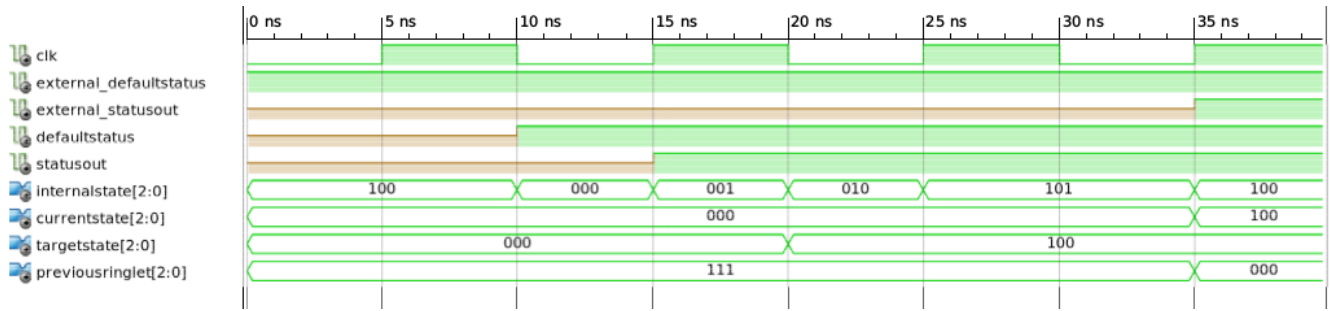 0 ns 5 ns 10 ns 15 ns 20 ns 25 ns 30 ns 35 ns
clk
external_defaultstatus
external_statusout
defaultstatus
statusout
internalstate[2:0] 100 000 001 010 101 100
currentstate[2:0] 000 100
targetstate[2:0] 000 100
previousringlet[2:0] 111 000